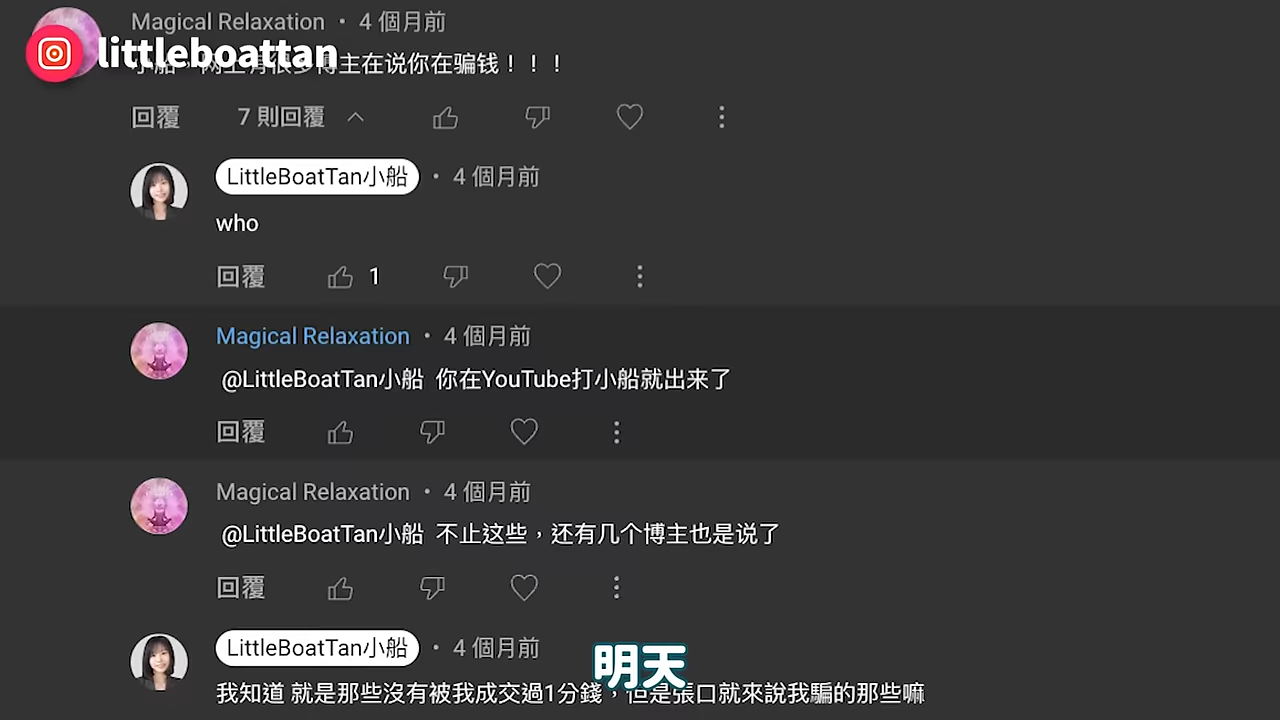 Magical Relaxation • 4 個月前
littleboattan
小船，网上有很多博主在说你在骗钱！！！
回覆 7 則回覆
LittleBoatTan小船 • 4 個月前
who
回覆 1
Magical Relaxation • 4 個月前
@LittleBoatTan小船 你在YouTube打小船就出来了
回覆
Magical Relaxation • 4 個月前
@LittleBoatTan小船 不止这些，还有几个博主也是说了
回覆
LittleBoatTan小船 • 4 個月前
明天
我知道 就是那些沒有被我成交過1分錢，但是張口就來說我騙的那些嘛